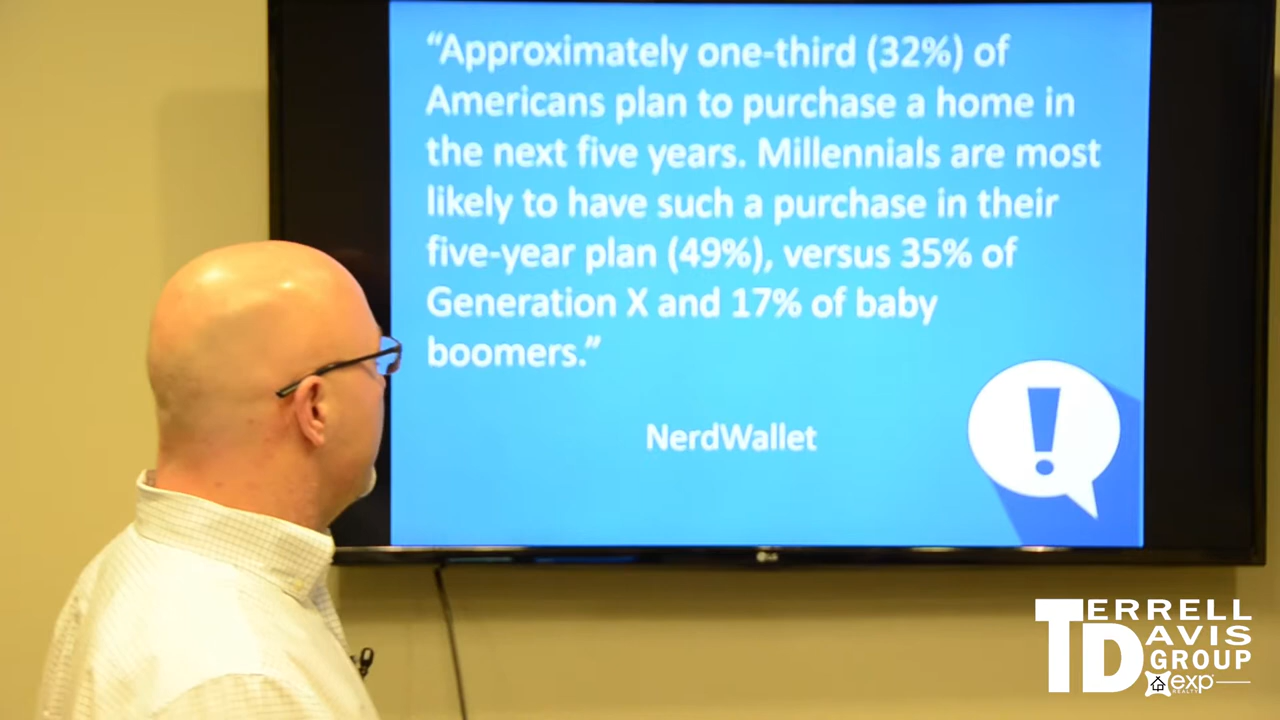 “Approximately one-third (32%) of
Americans plan to purchase a home in
the next five years. Millennials are most
likely to have such a purchase in their
five-year plan (49%), versus 35% of
Generation X and 17% of baby
boomers.”
NerdWallet
!
LG
TERRELL
DAVIS
GROUP
exp
REALTY